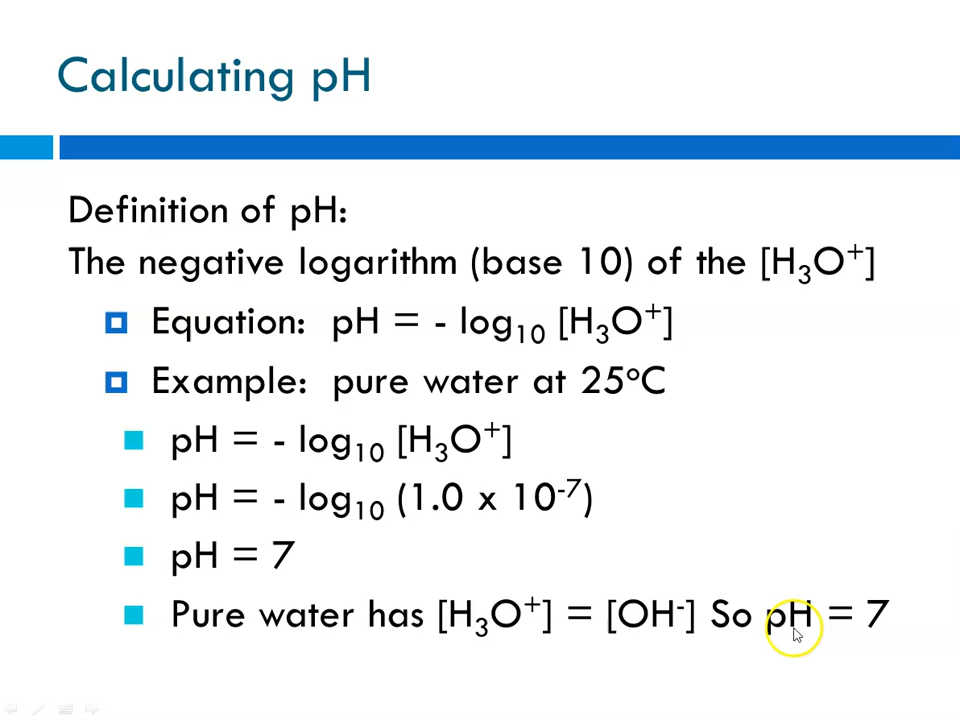 Calculating pH
Definition of pH:
The negative logarithm (base 10) of the [H₃O⁺]
Equation: pH = - log₁₀ [H₃O⁺]
Example: pure water at 25°C
pH = - log₁₀ [H₃O⁺]
pH = - log₁₀ (1.0 x 10⁻⁷)
pH = 7
Pure water has [H₃O⁺] = [OH⁻] So pH = 7